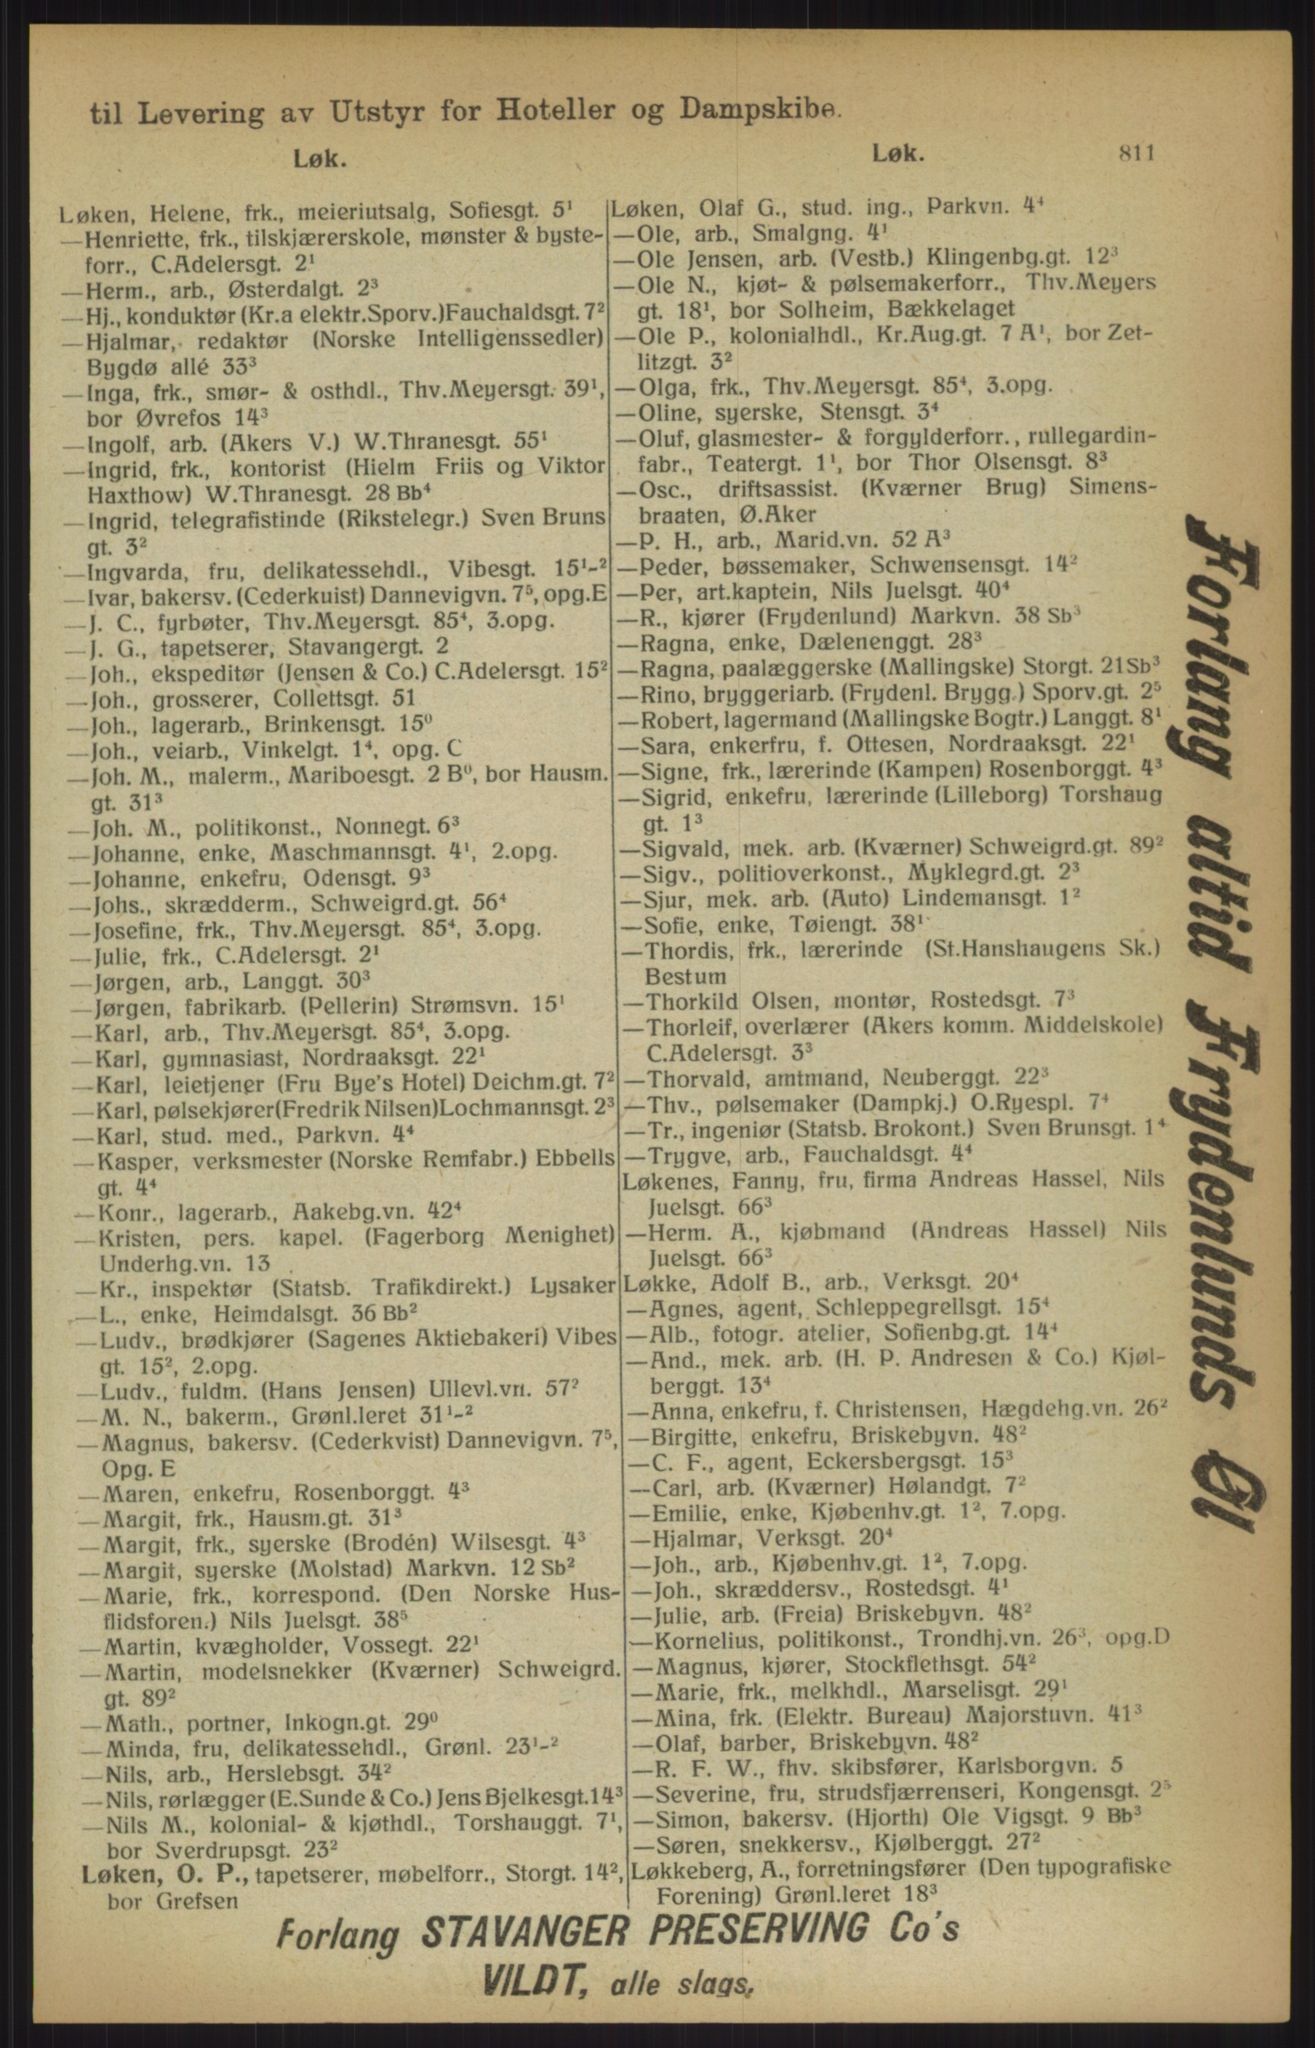 til Levering av Utstyr for Hoteller og Dampskibe.
Løk.
Løk.
811
Løken, Helene, frk., meieriutsalg, Sofiesgt. 5¹
—Henriette, frk., tilskjærerskole, mønster & byste-
forr., C.Adelersgt. 2¹
—Herm., arb., Østerdalgt. 2³
—Hj., konduktør (Kr.a elektr.Sporv.)Fauchaldsgt. 7²
—Hjalmar, redaktør (Norske Intelligenssedler)
Bygdø allé 33³
—Inga, frk., smør- & osthdl., Thv.Meyersgt. 39¹,
bor Øvrefos 14³
—Ingolf, arb. (Akers V.) W.Thranesgt. 55¹
—Ingrid, frk., kontorist (Hielm Friis og Viktor
Haxthow) W.Thranesgt. 28 Bb⁴
—Ingrid, telegrafistinde (Rikstelegr.) Sven Bruns
gt. 3²
—Ingvarda, fru, delikatessehdl., Vibesgt. 15¹-²
—Ivar, bakersv. (Cederkuist) Dannevigvn. 7⁵, opg.E
—J. C., fyrbøter, Thv.Meyersgt. 85⁴, 3.opg.
—J. G., tapetserer, Stavangergt. 2
—Joh., ekspeditør (Jensen & Co.) C.Adelersgt. 15²
—Joh., grosserer, Collettsgt. 51
—Joh., lagerarb., Brinkensgt. 15⁰
—Joh., veiarb., Vinkelgt. 1⁴, opg. C
—Joh. M., malerm., Mariboesgt. 2 B⁰, bor Hausm.
gt. 31³
—Joh. M., politikonst., Nonnegt. 6³
—Johanne, enke, Maschmannsgt. 4¹, 2.opg.
—Johanne, enkefru, Odensgt. 9³
—Johs., skrædderm., Schweigrd.gt. 56⁴
—Josefine, frk., Thv.Meyersgt. 85⁴, 3.opg.
—Julie, frk., C.Adelersgt. 2¹
—Jørgen, arb., Langgt. 30³
—Jørgen, fabrikarb. (Pellerin) Strømsvn. 15¹
—Karl, arb., Thv.Meyersgt. 85⁴, 3.opg.
—Karl, gymnasiast, Nordraaksgt. 22¹
—Karl, leietjener (Fru Bye's Hotel) Deichm.gt. 7²
—Karl, pølsekjører(Fredrik Nilsen)Lochmannsgt. 2³
—Karl, stud. med., Parkvn. 4⁴
—Kasper, verksmester (Norske Remfabr.) Ebbells
gt. 4⁴
—Konr., lagerarb., Aakebg.vn. 42⁴
—Kristen, pers. kapel. (Fagerborg Menighet)
Underhg.vn. 13
—Kr., inspektør (Statsb. Trafikdirekt.) Lysaker
—L., enke, Heimdalsgt. 36 Bb²
—Ludv., brødkjører (Sagenes Aktiebakeri) Vibes
gt. 15², 2.opg.
—Ludv., fuldm. (Hans Jensen) Ullevl.vn. 57²
—M. N., bakerm., Grønl.leret 31¹-²
—Magnus, bakersv. (Cederkvist) Dannevigvn. 7⁵,
Opg. E
—Maren, enkefru, Rosenborggt. 4³
—Margit, frk., Hausm.gt. 31³
—Margit, frk., syerske (Brodén) Wilsesgt. 4³
—Margit, syerske (Molstad) Markvn. 12 Sb²
—Marie, frk., korrespond. (Den Norske Hus-
flidsforen.) Nils Juelsgt. 38⁵
—Martin, kvægholder, Vossegt. 22¹
—Martin, modelsnekker (Kværner) Schweigrd.
gt. 89²
—Math., portner, Inkogn.gt. 29⁰
—Minda, fru, delikatessehdl., Grønl. 23¹-²
—Nils, arb., Herslebsgt. 34²
—Nils, rørlægger (E.Sunde & Co.) Jens Bjelkesgt.14³
—Nils M., kolonial- & kjøthdl., Torshauggt. 7¹,
bor Sverdrupsgt. 23²
Løken, O. P., tapetserer, møbelforr., Storgt. 14²,
bor Grefsen
Løken, Olaf G., stud. ing., Parkvn. 4⁴
—Ole, arb., Smalgng. 4¹
—Ole Jensen, arb. (Vestb.) Klingenbg.gt. 12³
—Ole N., kjøt- & pølsemakerforr., Thv.Meyers
gt. 18¹, bor Solheim, Bækkelaget
—Ole P., kolonialhdl., Kr.Aug.gt. 7 A¹, bor Zet-
litzgt. 3²
—Olga, frk., Thv.Meyersgt. 85⁴, 3.opg.
—Oline, syerske, Stensgt. 3⁴
—Oluf, glasmester- & forgylderforr., rullegardin-
fabr., Teatergt. 1¹, bor Thor Olsensgt. 8³
—Osc., driftsassist. (Kværner Brug) Simens-
braaten, Ø.Aker
—P. H., arb., Marid.vn. 52 A³
—Peder, bøssemaker, Schwensensgt. 14²
—Per, art.kaptein, Nils Juelsgt. 40⁴
—R., kjører (Frydenlund) Markvn. 38 Sb³
—Ragna, enke, Dælenenggt. 28³
—Ragna, paalæggerske (Mallingske) Storgt. 21Sb³
—Rino, bryggeriarb. (Frydenl. Brygg.) Sporv.gt. 2⁵
—Robert, lagermand (Mallingske Bogtr.) Langgt. 8¹
—Sara, enkerfru, f. Ottesen, Nordraaksgt. 22¹
—Signe, frk., lærerinde (Kampen) Rosenborggt. 4³
—Sigrid, enkefru, lærerinde (Lilleborg) Torshaug
gt. 1³
—Sigvald, mek. arb. (Kværner) Schweigrd.gt. 89²
—Sigv., politioverkonst., Myklegrd.gt. 2³
—Sjur, mek. arb. (Auto) Lindemansgt. 1²
—Sofie, enke, Tøiengt. 38¹
—Thordis, frk., lærerinde (St.Hanshaugens Sk.)
Bestum
—Thorkild Olsen, montør, Rostedsgt. 7³
—Thorleif, overlærer (Akers komm. Middelskole)
C.Adelersgt. 3³
—Thorvald, amtmand, Neuberggt. 22³
—Thv., pølsemaker (Dampkj.) O.Ryespl. 7⁴
—Tr., ingeniør (Statsb. Brokont.) Sven Brunsgt. 1⁴
—Trygve, arb., Fauchaldsgt. 4⁴
Løkenes, Fanny, fru, firma Andreas Hassel, Nils
Juelsgt. 66³
—Herm. A., kjøbmand (Andreas Hassel) Nils
Juelsgt. 66³
Løkke, Adolf B., arb., Verksgt. 20⁴
—Agnes, agent, Schleppegrellsgt. 15⁴
—Alb., fotogr. atelier, Sofienbg.gt. 14⁴
—And., mek. arb. (H. P. Andresen & Co.) Kjøl-
berggt. 13⁴
—Anna, enkefru, f. Christensen, Hægdehg.vn. 26²
—Birgitte, enkefru, Briskebyvn. 48²
—C. F., agent, Eckersbergsgt. 15³
—Carl, arb. (Kværner) Hølandgt. 7²
—Emilie, enke, Kjøbenhv.gt. 1², 7.opg.
—Hjalmar, Verksgt. 20⁴
—Joh., arb., Kjøbenhv.gt. 1², 7.opg.
—Joh., skræddersv., Rostedsgt. 4¹
—Julie, arb. (Freia) Briskebyvn. 48²
—Kornelius, politikonst., Trondhj.vn. 26³, opg.D
—Magnus, kjører, Stockflethsgt. 54²
—Marie, frk., melkhdl., Marselisgt. 29¹
—Mina, frk. (Elektr. Bureau) Majorstuvn. 41³
—Olaf, barber, Briskebyvn. 48²
—R. F. W., fhv. skibsfører, Karlsborgvn. 5
—Severine, fru, strudsfjærrenseri, Kongensgt. 2⁵
—Simon, bakersv. (Hjorth) Ole Vigsgt. 9 Bb³
—Søren, snekkersv., Kjølberggt. 27²
Løkkeberg, A., forretningsfører (Den typografiske
Forening) Grønl.leret 18³
Forlang altid Frydenlunds Øl
Forlang STAVANGER PRESERVING Co's
VILDT, alle slags.